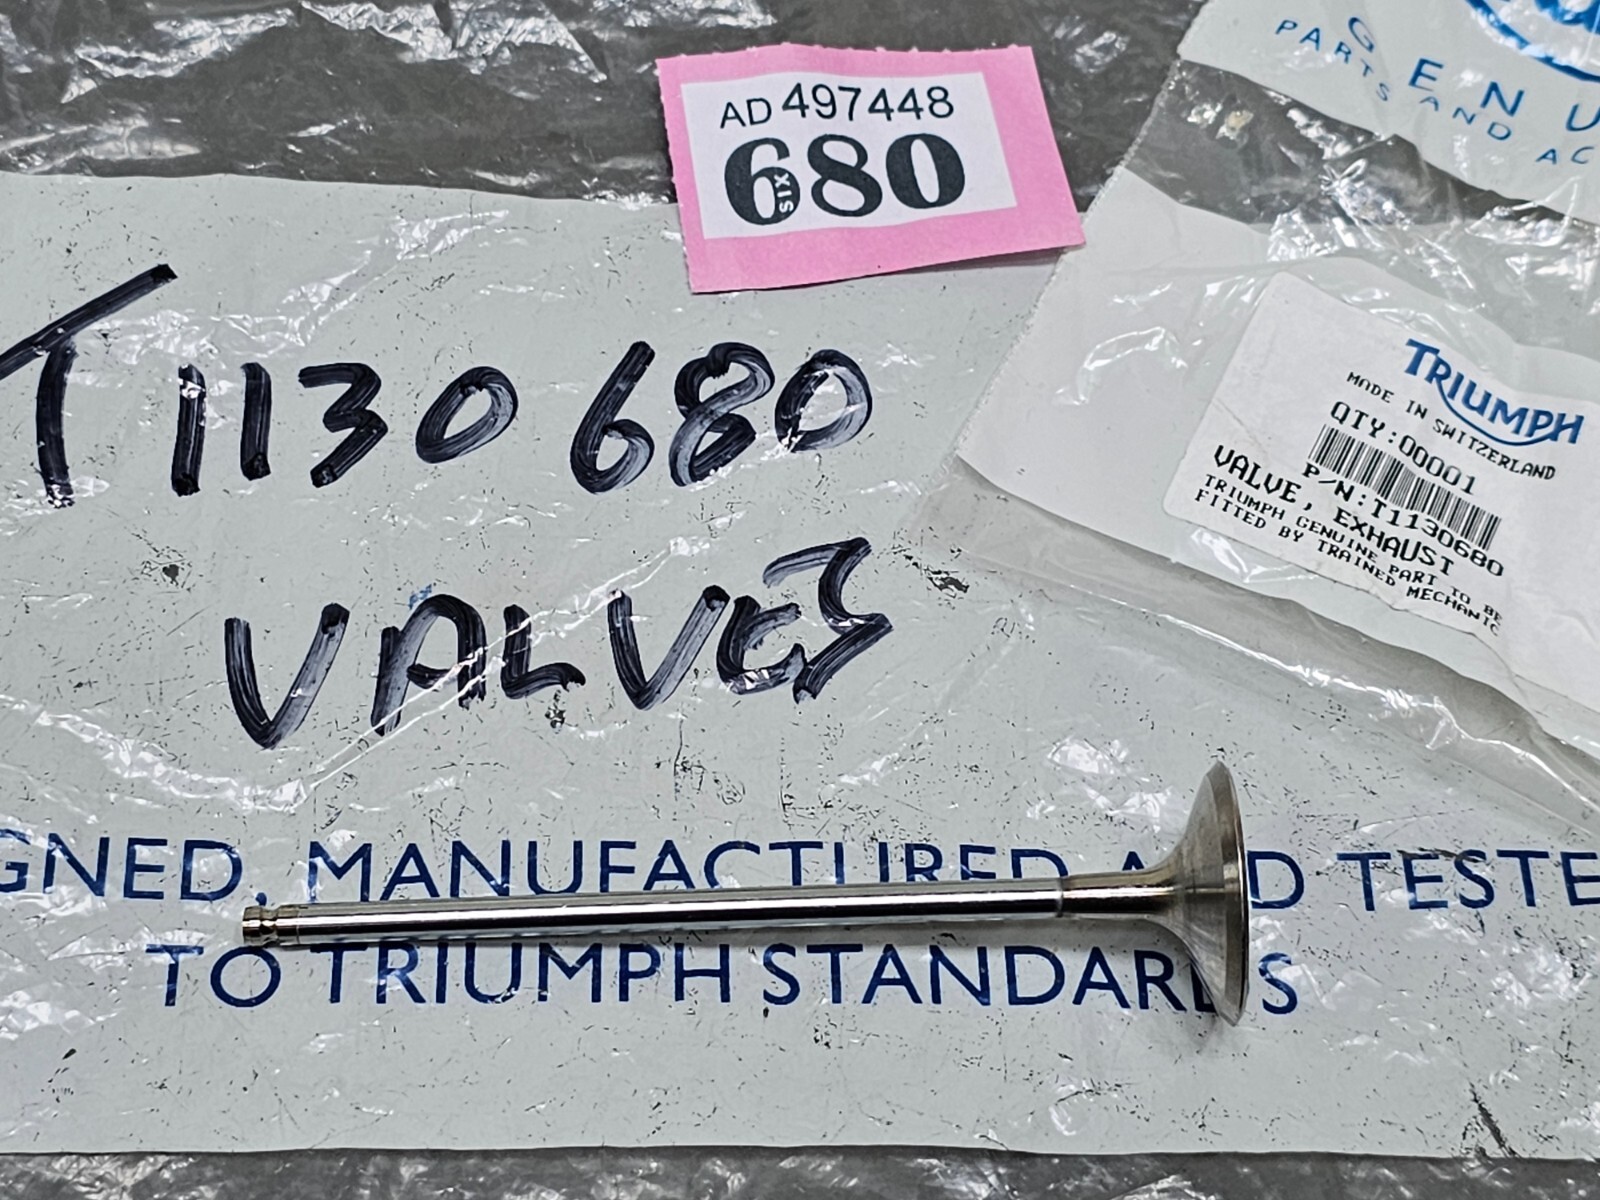 AD 497448
680
SIX
G E N U
PARTS AND AC
T1130680
VALVES
TRIUMPH
MADE IN SWITZERLAND
QTY:00001
P/N:T1130680
VALVE, EXHAUST
TRIUMPH GENUINE PART TO BE
FITTED BY TRAINED MECHANIC
GNED, MANUFACTURED AND TESTE
TO TRIUMPH STANDARDS